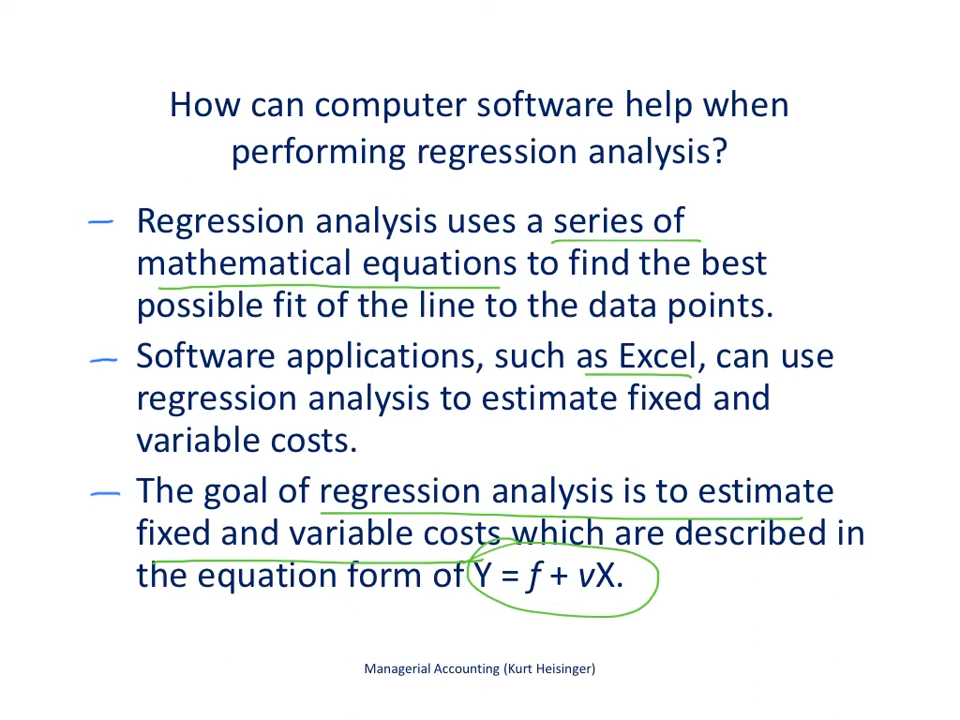 How can computer software help when
performing regression analysis?
Regression analysis uses a series of
mathematical equations to find the best
possible fit of the line to the data points.
Software applications, such as Excel, can use
regression analysis to estimate fixed and
variable costs.
The goal of regression analysis is to estimate
fixed and variable costs which are described in
the equation form of Y = f + vX.
Managerial Accounting (Kurt Heisinger)